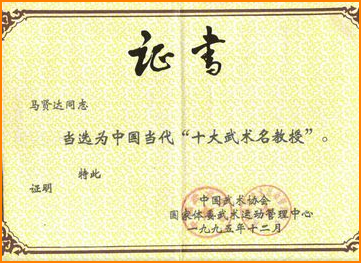 证书
马贤达同志
当选为中国当代“十大武术名教授”。
特此
证明
中国武术协会
国家体委武术运动管理中心
一九九五年十二月